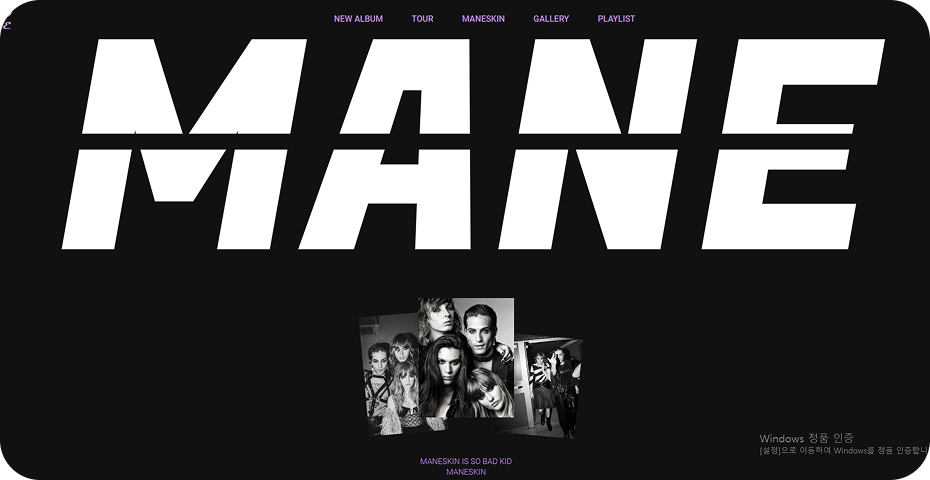 NEW ALBUM TOUR MANESKIN GALLERY PLAYLIST
MANE
MANESKIN IS SO BAD KID
MANESKIN
Windows 정품 인증
[설정]으로 이동하여 Windows를 정품 인증합니